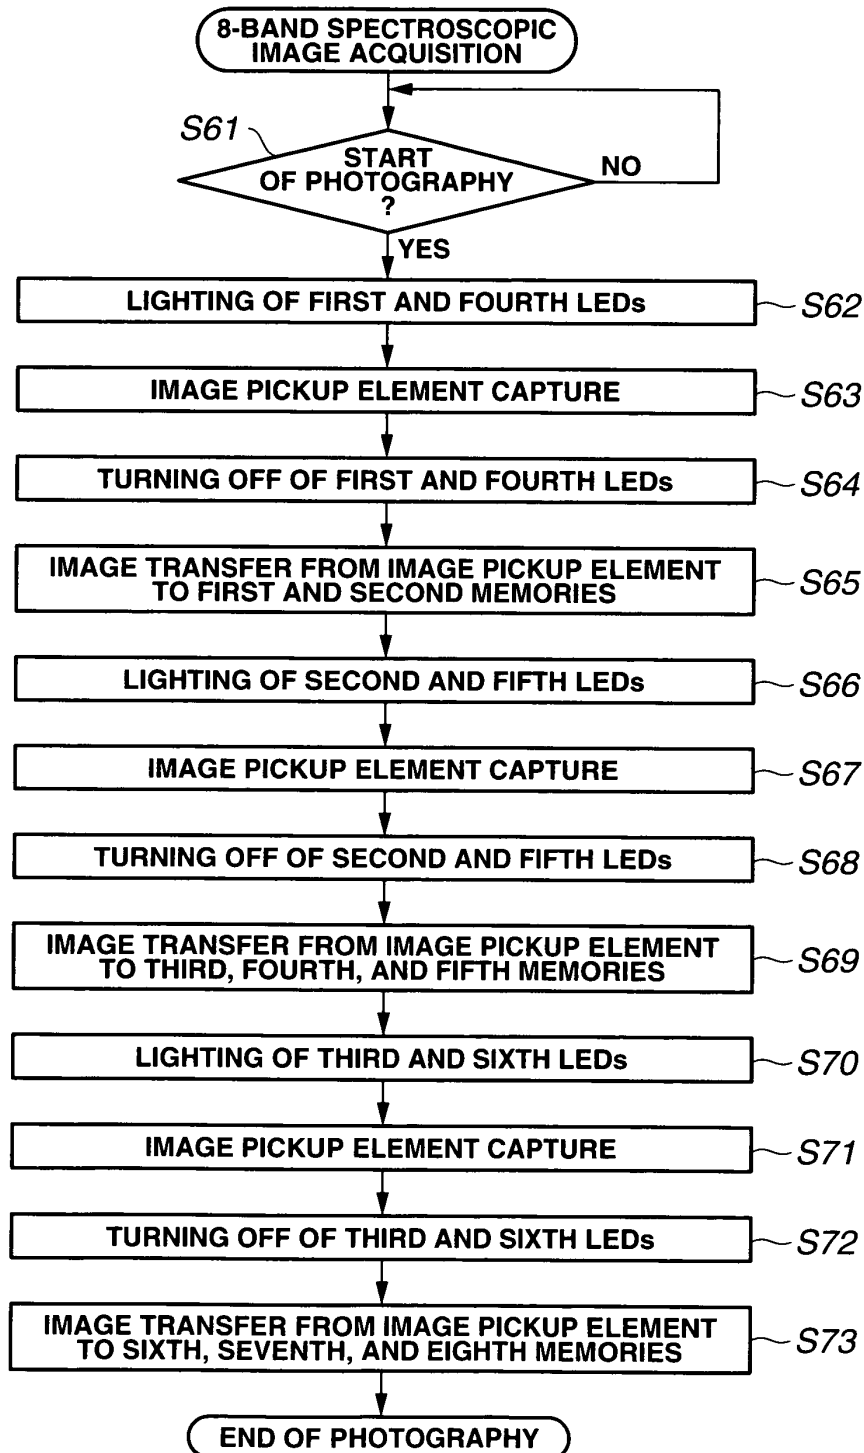 8-BAND SPECTROSCOPIC
IMAGE ACQUISITION
S61
START
OF PHOTOGRAPHY
?
NO
YES
LIGHTING OF FIRST AND FOURTH LEDs
S62
IMAGE PICKUP ELEMENT CAPTURE
S63
TURNING OFF OF FIRST AND FOURTH LEDs
S64
IMAGE TRANSFER FROM IMAGE PICKUP ELEMENT
TO FIRST AND SECOND MEMORIES
S65
LIGHTING OF SECOND AND FIFTH LEDs
S66
IMAGE PICKUP ELEMENT CAPTURE
S67
TURNING OFF OF SECOND AND FIFTH LEDs
S68
IMAGE TRANSFER FROM IMAGE PICKUP ELEMENT
TO THIRD, FOURTH, AND FIFTH MEMORIES
S69
LIGHTING OF THIRD AND SIXTH LEDs
S70
IMAGE PICKUP ELEMENT CAPTURE
S71
TURNING OFF OF THIRD AND SIXTH LEDs
S72
IMAGE TRANSFER FROM IMAGE PICKUP ELEMENT
TO SIXTH, SEVENTH, AND EIGHTH MEMORIES
S73
END OF PHOTOGRAPHY